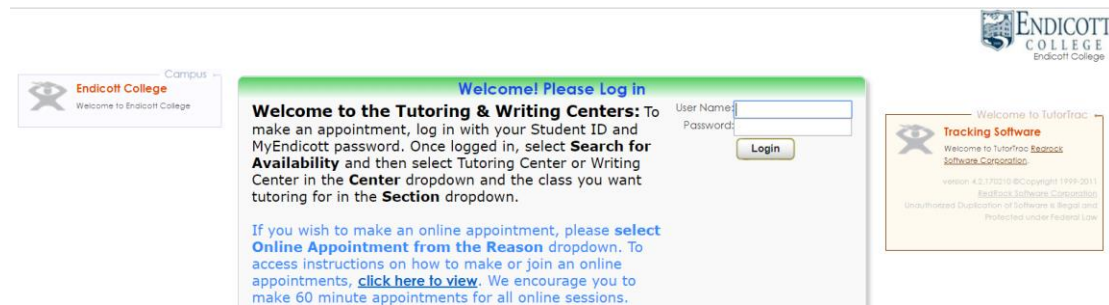 ENDICOTT
COLLEGE
Endicott College
Campus
Endicott College
Welcome to Endicott College
Welcome! Please Log in
Welcome to the Tutoring & Writing Centers: To
make an appointment, log in with your Student ID and
MyEndicott password. Once logged in, select Search for
Availability and then select Tutoring Center or Writing
Center in the Center dropdown and the class you want
tutoring for in the Section dropdown.
If you wish to make an online appointment, please select
Online Appointment from the Reason dropdown. To
access instructions on how to make or join an online
appointments, click here to view. We encourage you to
make 60 minute appointments for all online sessions.
User Name:
Password:
Login
Welcome to TutorTrac
Tracking Software
Welcome to TutorTrac Redrock
Software Corporation.
version 4.2.170210 ©Copyright 1999-2011
RedRock Software Corporation
Unauthorized Duplication of Software is Illegal and
Protected under Federal Law